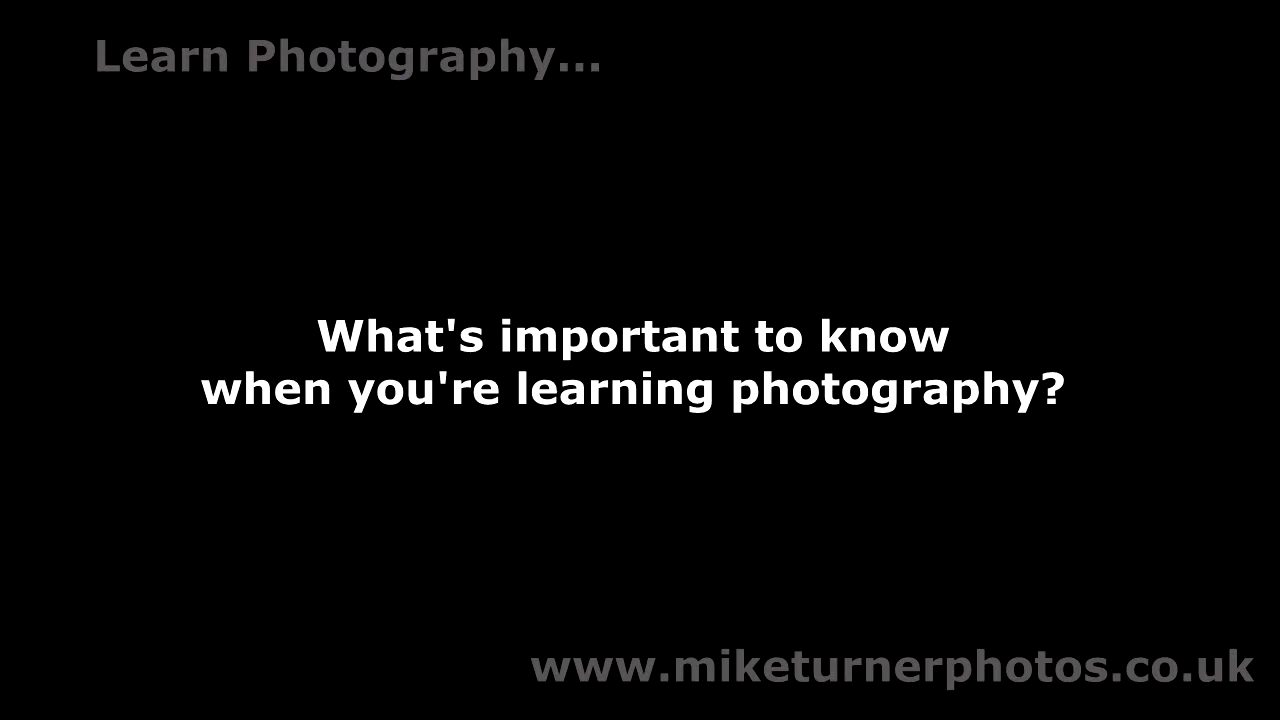 Learn Photography...
What's important to know
when you're learning photography?
www.miketurnerphotos.co.uk